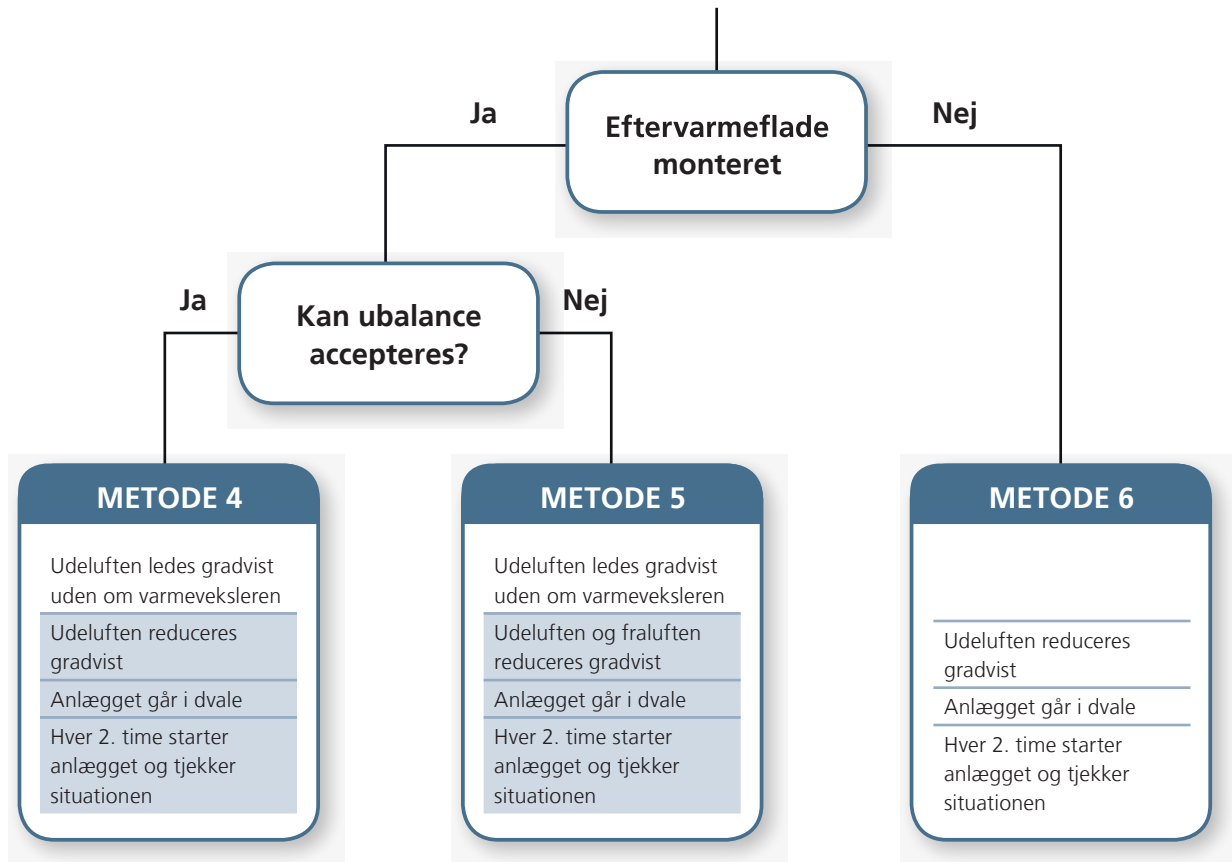 Ja
Eftervarmeflade
monteret
Nej
Ja
Kan ubalance
accepteres?
Nej
METODE 4
Udeluften ledes gradvist
uden om varmeveksleren
Udeluften reduceres
gradvist
Anlægget går i dvale
Hver 2. time starter
anlægget og tjekker
situationen
METODE 5
Udeluften ledes gradvist
uden om varmeveksleren
Udeluften og fraluften
reduceres gradvist
Anlægget går i dvale
Hver 2. time starter
anlægget og tjekker
situationen
METODE 6
Udeluften reduceres
gradvist
Anlægget går i dvale
Hver 2. time starter
anlægget og tjekker
situationen